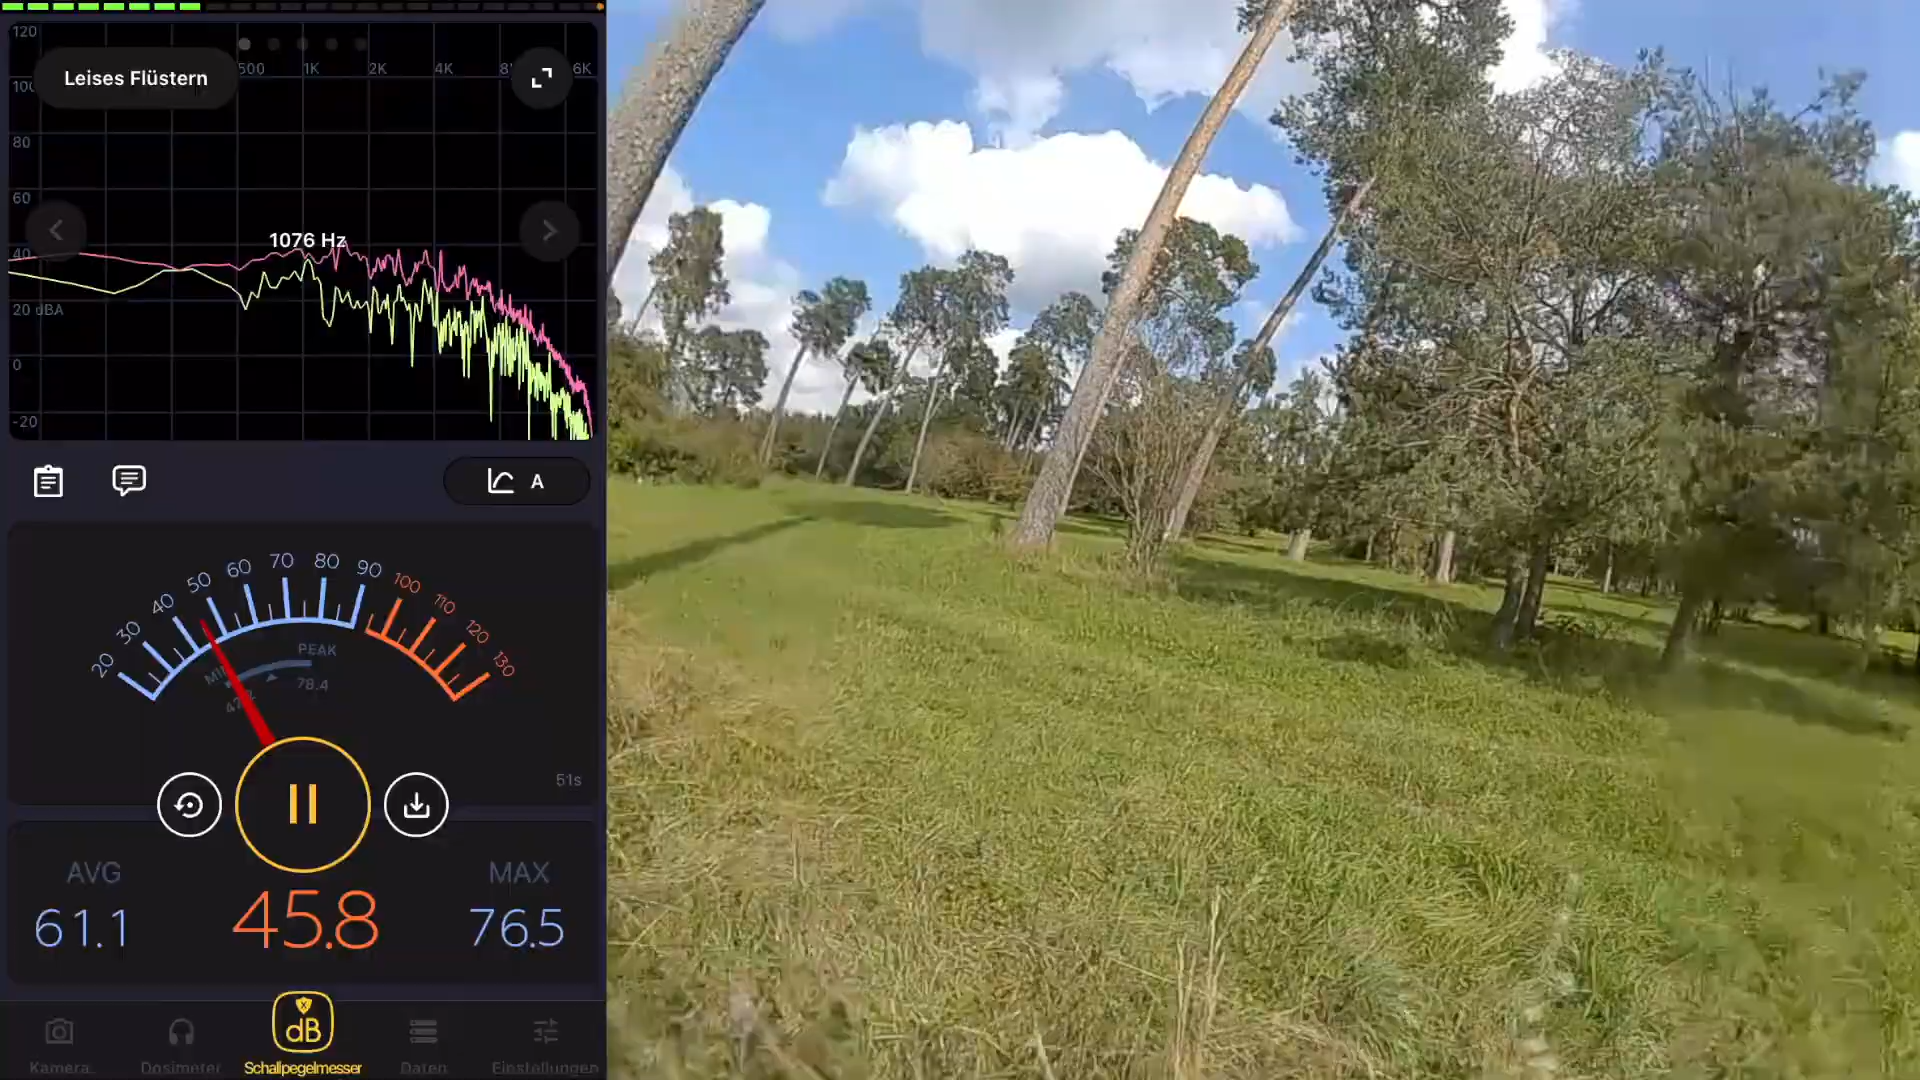 120
500 1K 2K 4K
Leises Flüstern
80
60
1076 Hz
40
20 dBA
0
-20
A
20 30 40 50 60 70 80 90 100 110 120 130
PEAK
78.4
51s
AVG
61.1
45.8
MAX
76.5
dB
Kamera
Dosimeter
Schallpegelmesser
Daten
Einstellungen